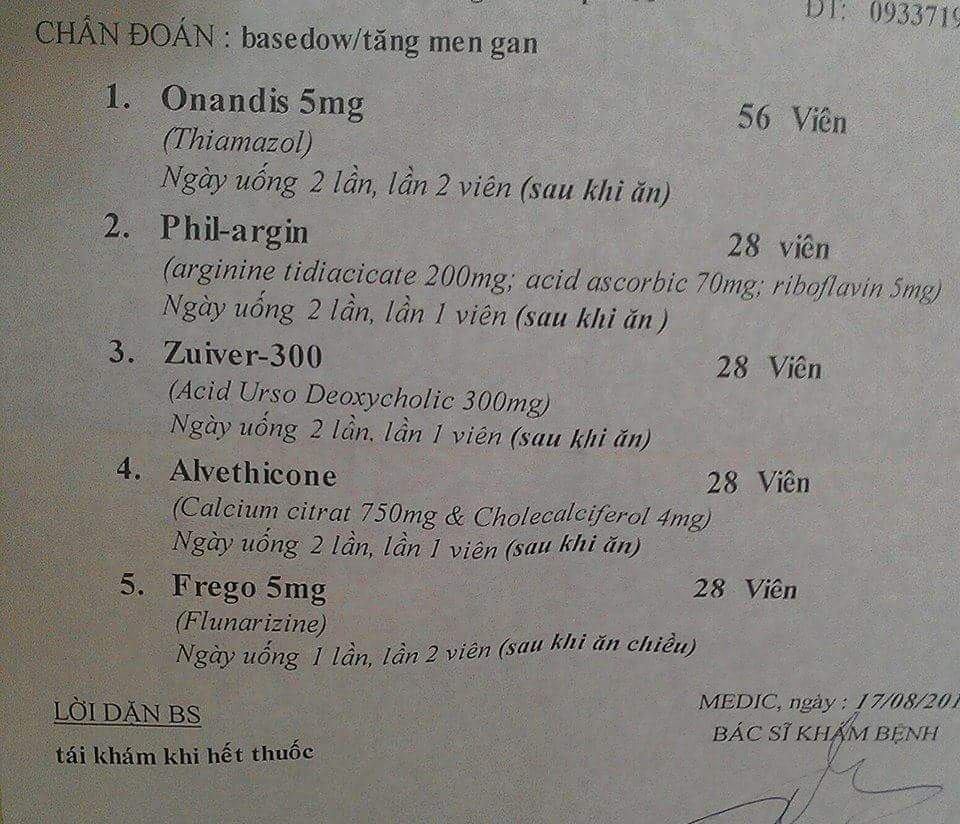 ĐT: 0933719
CHẨN ĐOÁN : basedow/tăng men gan
1. Onandis 5mg 56 Viên
(Thiamazol)
Ngày uống 2 lần, lần 2 viên (sau khi ăn)
2. Phil-argin 28 viên
(arginine tidiacicate 200mg; acid ascorbic 70mg; riboflavin 5mg)
Ngày uống 2 lần, lần 1 viên (sau khi ăn )
3. Zuiver-300 28 Viên
(Acid Urso Deoxycholic 300mg)
Ngày uống 2 lần. lần 1 viên (sau khi ăn)
4. Alvethicone 28 Viên
(Calcium citrat 750mg & Cholecalciferol 4mg)
Ngày uống 2 lần, lần 1 viên (sau khi ăn)
5. Frego 5mg 28 Viên
(Flunarizine)
Ngày uống 1 lần, lần 2 viên (sau khi ăn chiều)
LỜI DẶN BS
tái khám khi hết thuốc
MEDIC, ngày : 17/08/201
BÁC SĨ KHÁM BỆNH